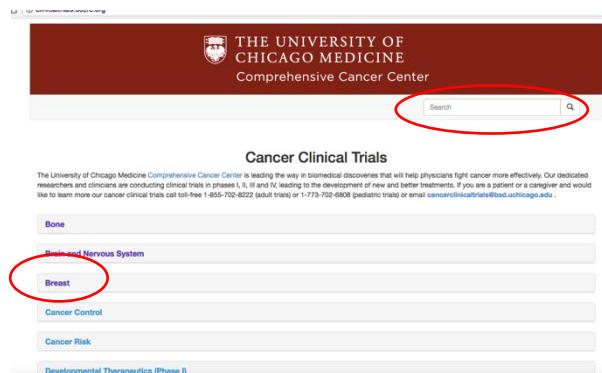 THE UNIVERSITY OF
CHICAGO MEDICINE
Comprehensive Cancer Center
Search
Cancer Clinical Trials
The University of Chicago Medicine Comprehensive Cancer Center is leading the way in biomedical discoveries that will help physicians fight cancer more effectively. Our dedicated
researchers and clinicians are conducting clinical trials in phases I, II, III and IV, leading to the development of new and better treatments. If you are a patient or a caregiver and would
like to learn more our cancer clinical trials call toll-free 1-855-702-8222 (adult trials) or 1-773-702-6808 (pediatric trials) or email cancerclinicaltrials@bsd.uchicago.edu .
Bone
Brain and Nervous System
Breast
Cancer Control
Cancer Risk
Developmental Therapeutics (Phase I)